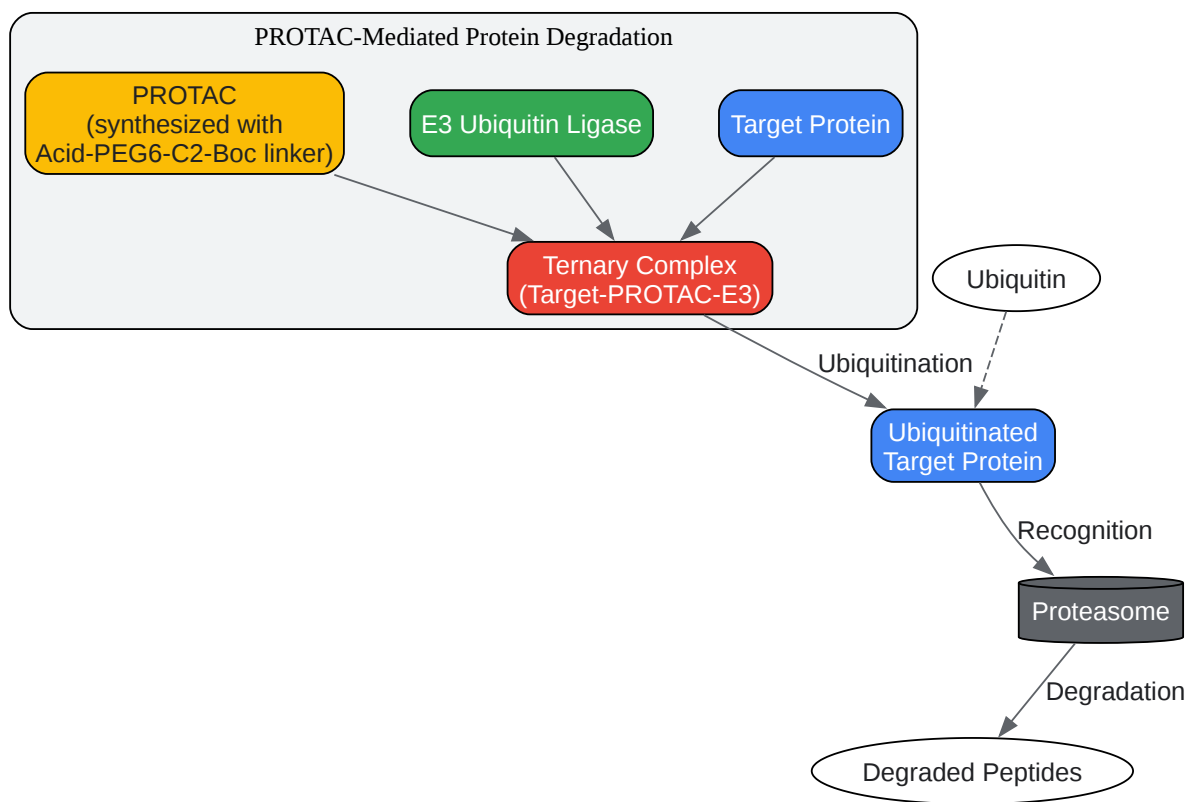 PROTAC-Mediated Protein Degradation
PROTAC
(synthesized with
Acid-PEG6-C2-Boc linker)
E3 Ubiquitin Ligase
Target Protein
Ternary Complex
(Target-PROTAC-E3)
Ubiquitin
Ubiquitination
Ubiquitinated
Target Protein
Recognition
Proteasome
Degradation
Degraded Peptides